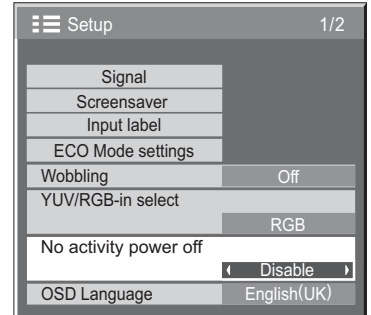 Setup 1/2
Signal
Screensaver
Input label
ECO Mode settings
Wobbling Off
YUV/RGB-in select
RGB
No activity power off
Disable
OSD Language English(UK)